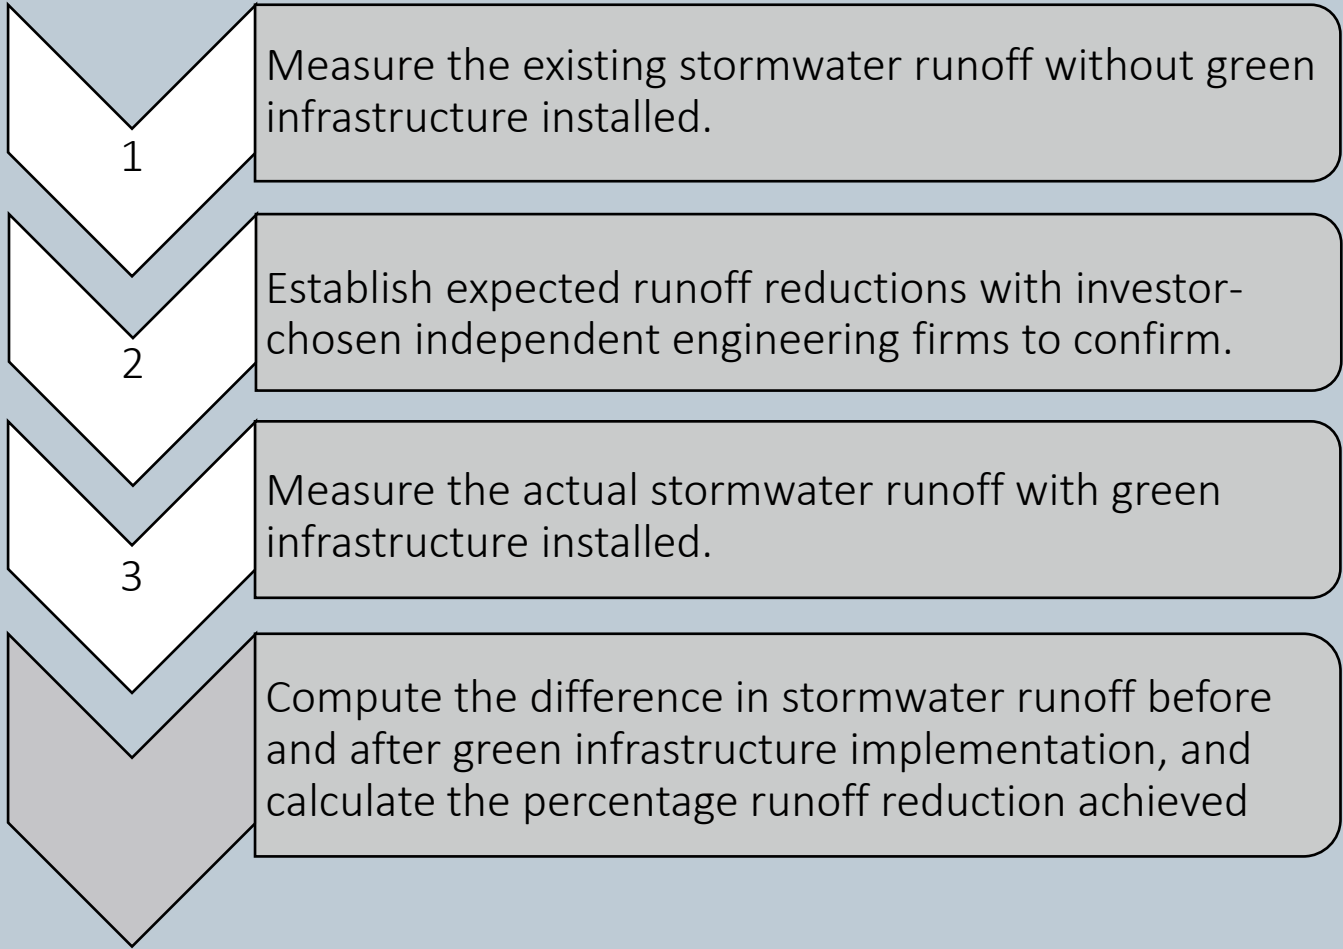 1
Measure the existing stormwater runoff without green
infrastructure installed.
2
Establish expected runoff reductions with investor-
chosen independent engineering firms to confirm.
3
Measure the actual stormwater runoff with green
infrastructure installed.
Compute the difference in stormwater runoff before
and after green infrastructure implementation, and
calculate the percentage runoff reduction achieved